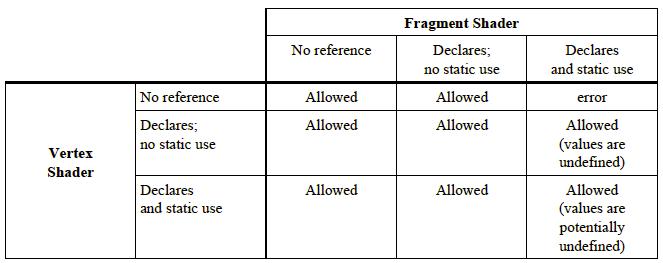 Fragment Shader
No reference Declares; Declares
no static use and static use
No reference Allowed Allowed error
Declares; Allowed Allowed Allowed
no static use (values are
undefined)
Vertex
Shader
Declares Allowed Allowed Allowed
and static use (values are
potentially
undefined)